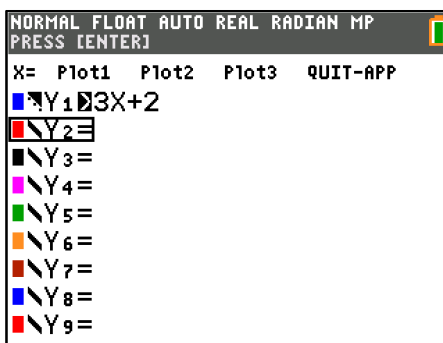 NORMAL FLOAT AUTO REAL RADIAN MP
PRESS [ENTER]
X= Plot1 Plot2 Plot3 QUIT-APP
Y1>3X+2
Y2=
Y3=
Y4=
Y5=
Y6=
Y7=
Y8=
Y9=